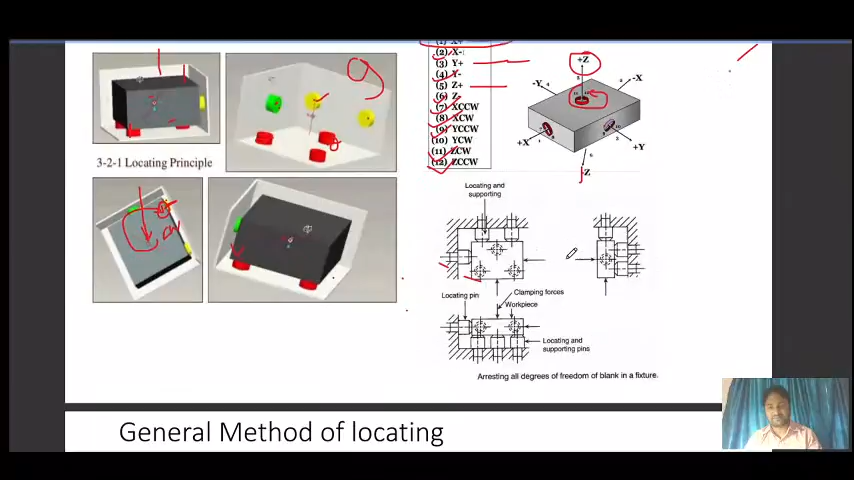 3-2-1 Locating Principle
(1) X+
(2) X-
(3) Y+
(4) Y-
(5) Z+
(6) Z-
(7) XCCW
(8) XCW
(9) YCCW
(10) YCW
(11) ZCW
(12) ZCCW
+Z
-Y
-X
+X
+Y
-Z
Locating and
supporting
Locating pin
Clamping forces
Workpiece
Locating and
supporting pins
Arresting all degrees of freedom of blank in a fixture.
General Method of locating